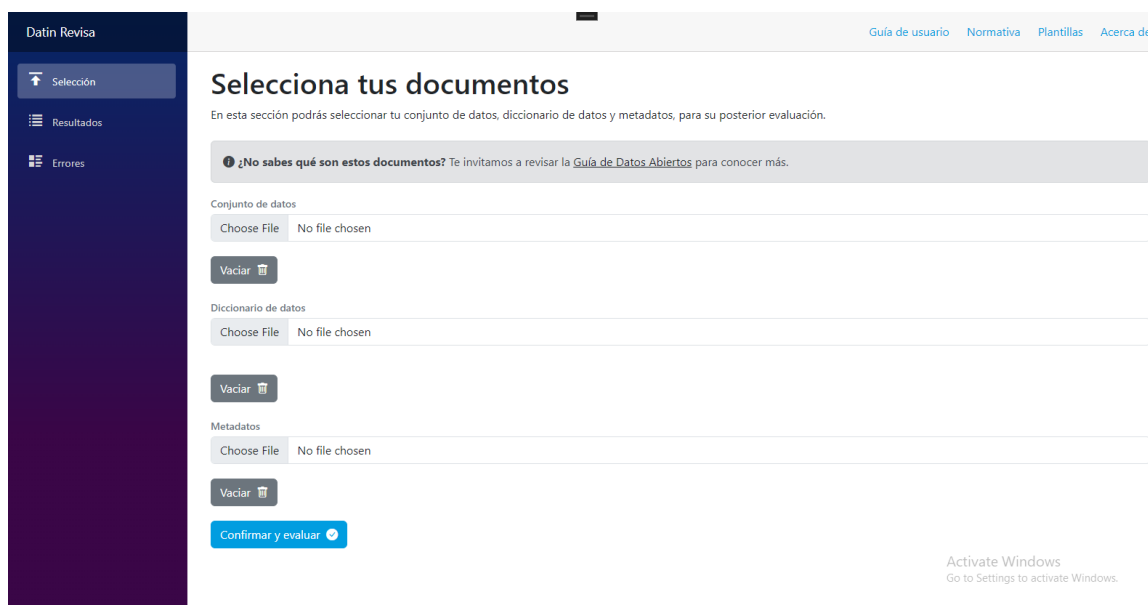 Datin Revisa
Guía de usuario Normativa Plantillas Acerca de
Selección
Resultados
Errores
Selecciona tus documentos
En esta sección podrás seleccionar tu conjunto de datos, diccionario de datos y metadatos, para su posterior evaluación.
¿No sabes qué son estos documentos? Te invitamos a revisar la Guía de Datos Abiertos para conocer más.
Conjunto de datos
Choose File No file chosen
Vaciar
Diccionario de datos
Choose File No file chosen
Vaciar
Metadatos
Choose File No file chosen
Vaciar
Confirmar y evaluar
Activate Windows
Go to Settings to activate Windows.